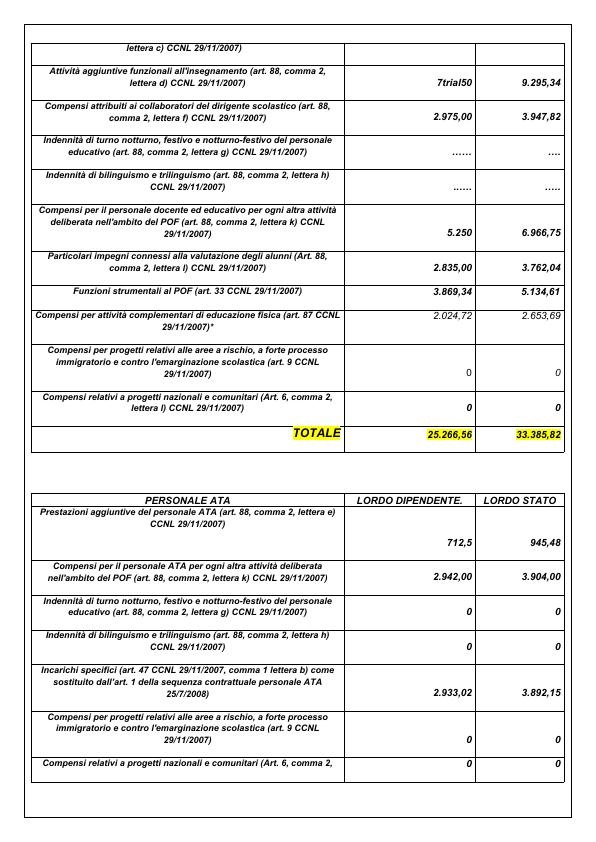 lettera c) CCNL 29/11/2007)
Attività aggiuntive funzionali all'insegnamento (art. 88, comma 2,
lettera d) CCNL 29/11/2007) 7trial50 9.295,34
Compensi attribuiti ai collaboratori del dirigente scolastico (art. 88,
comma 2, lettera f) CCNL 29/11/2007) 2.975,00 3.947,82
Indennità di turno notturno, festivo e notturno-festivo del personale
educativo (art. 88, comma 2, lettera g) CCNL 29/11/2007) ...... ....
Indennità di bilinguismo e trilinguismo (art. 88, comma 2, lettera h)
CCNL 29/11/2007) ...... .....
Compensi per il personale docente ed educativo per ogni altra attività
deliberata nell'ambito del POF (art. 88, comma 2, lettera k) CCNL
29/11/2007) 5.250 6.966,75
Particolari impegni connessi alla valutazione degli alunni (Art. 88,
comma 2, lettera l) CCNL 29/11/2007) 2.835,00 3.762,04
Funzioni strumentali al POF (art. 33 CCNL 29/11/2007) 3.869,34 5.134,61
Compensi per attività complementari di educazione fisica (art. 87 CCNL 2.024,72 2.653,69
29/11/2007)*
Compensi per progetti relativi alle aree a rischio, a forte processo
immigratorio e contro l'emarginazione scolastica (art. 9 CCNL
29/11/2007) 0 0
Compensi relativi a progetti nazionali e comunitari (Art. 6, comma 2,
lettera l) CCNL 29/11/2007) 0 0
TOTALE 25.266,56 33.385,82
PERSONALE ATA LORDO DIPENDENTE. LORDO STATO
Prestazioni aggiuntive del personale ATA (art. 88, comma 2, lettera e)
CCNL 29/11/2007)
712,5 945,48
Compensi per il personale ATA per ogni altra attività deliberata
nell'ambito del POF (art. 88, comma 2, lettera k) CCNL 29/11/2007) 2.942,00 3.904,00
Indennità di turno notturno, festivo e notturno-festivo del personale
educativo (art. 88, comma 2, lettera g) CCNL 29/11/2007) 0 0
Indennità di bilinguismo e trilinguismo (art. 88, comma 2, lettera h)
CCNL 29/11/2007) 0 0
Incarichi specifici (art. 47 CCNL 29/11/2007, comma 1 lettera b) come
sostituito dall'art. 1 della sequenza contrattuale personale ATA
25/7/2008) 2.933,02 3.892,15
Compensi per progetti relativi alle aree a rischio, a forte processo
immigratorio e contro l'emarginazione scolastica (art. 9 CCNL
29/11/2007) 0 0
Compensi relativi a progetti nazionali e comunitari (Art. 6, comma 2, 0 0